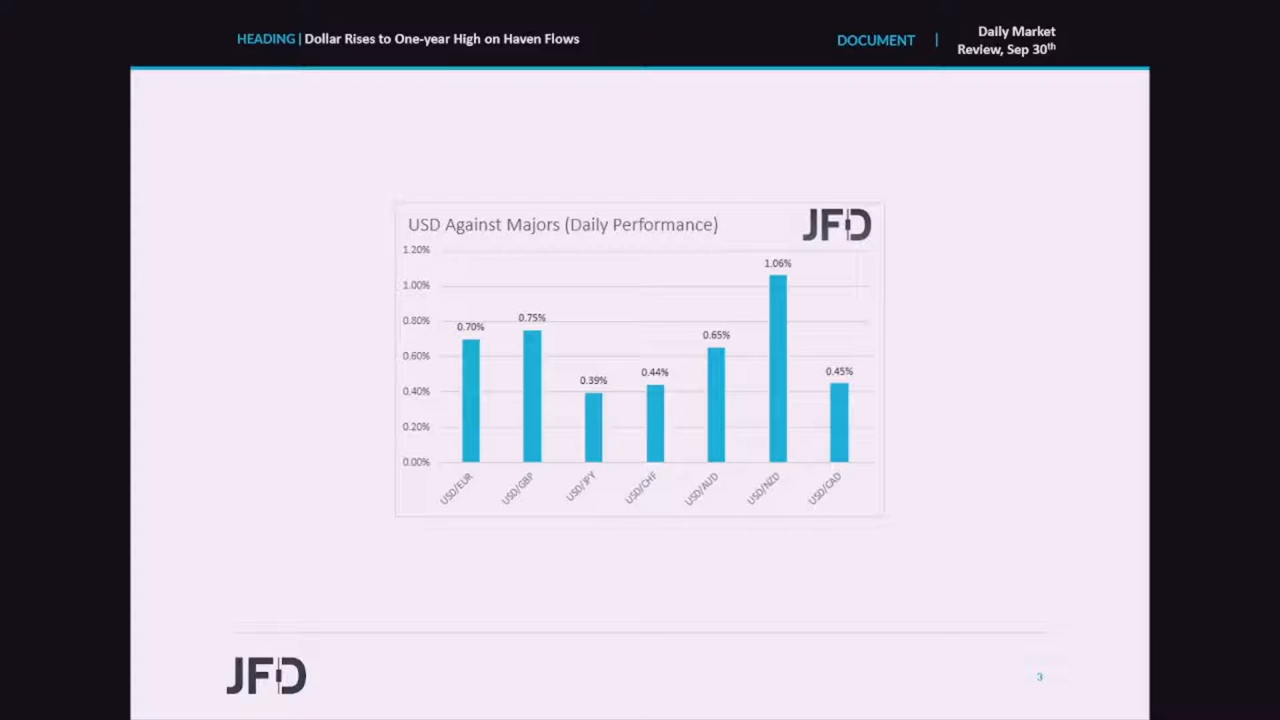 HEADING | Dollar Rises to One-year High on Haven Flows
DOCUMENT | Daily Market
Review, Sep 30th
USD Against Majors (Daily Performance)
JFD
1.20%
1.00%
0.80%
0.60%
0.40%
0.20%
0.00%
0.70%
0.75%
0.39%
0.44%
0.65%
1.06%
0.45%
USD/EUR
USD/GBP
USD/JPY
USD/CHF
USD/AUD
USD/NZD
USD/CAD
JFD
3